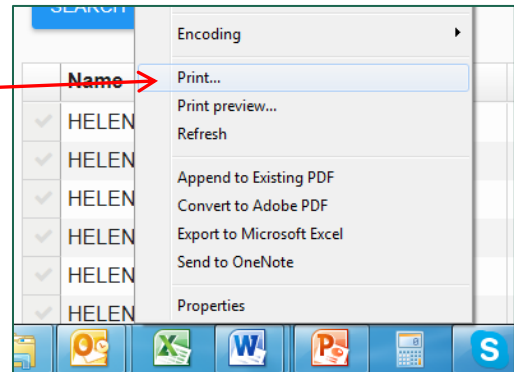 SEARCH
Encoding
Name
Print...
HELEN
Print preview...
Refresh
HELEN
HELEN
Append to Existing PDF
Convert to Adobe PDF
HELEN
Export to Microsoft Excel
HELEN
Send to OneNote
HELEN
Properties